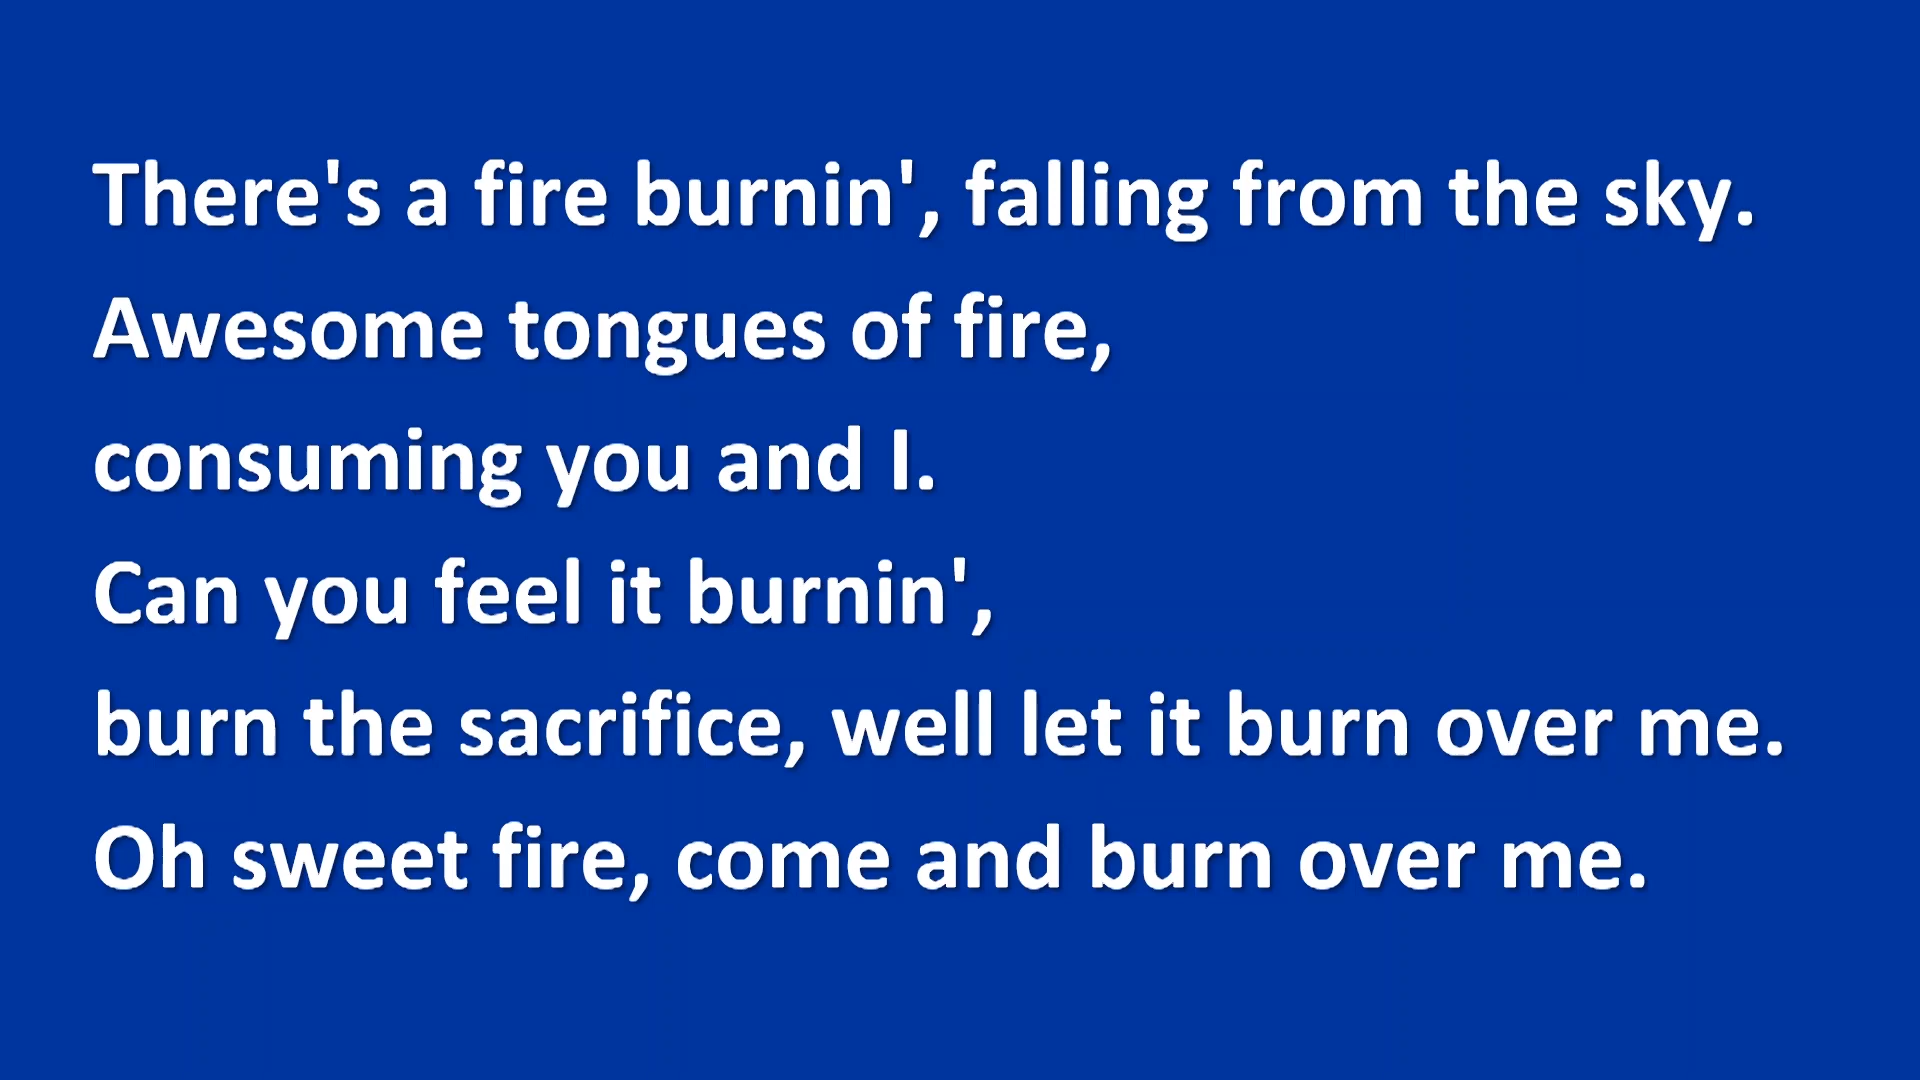 There's a fire burnin', falling from the sky.
Awesome tongues of fire,
consuming you and I.
Can you feel it burnin',
burn the sacrifice, well let it burn over me.
Oh sweet fire, come and burn over me.